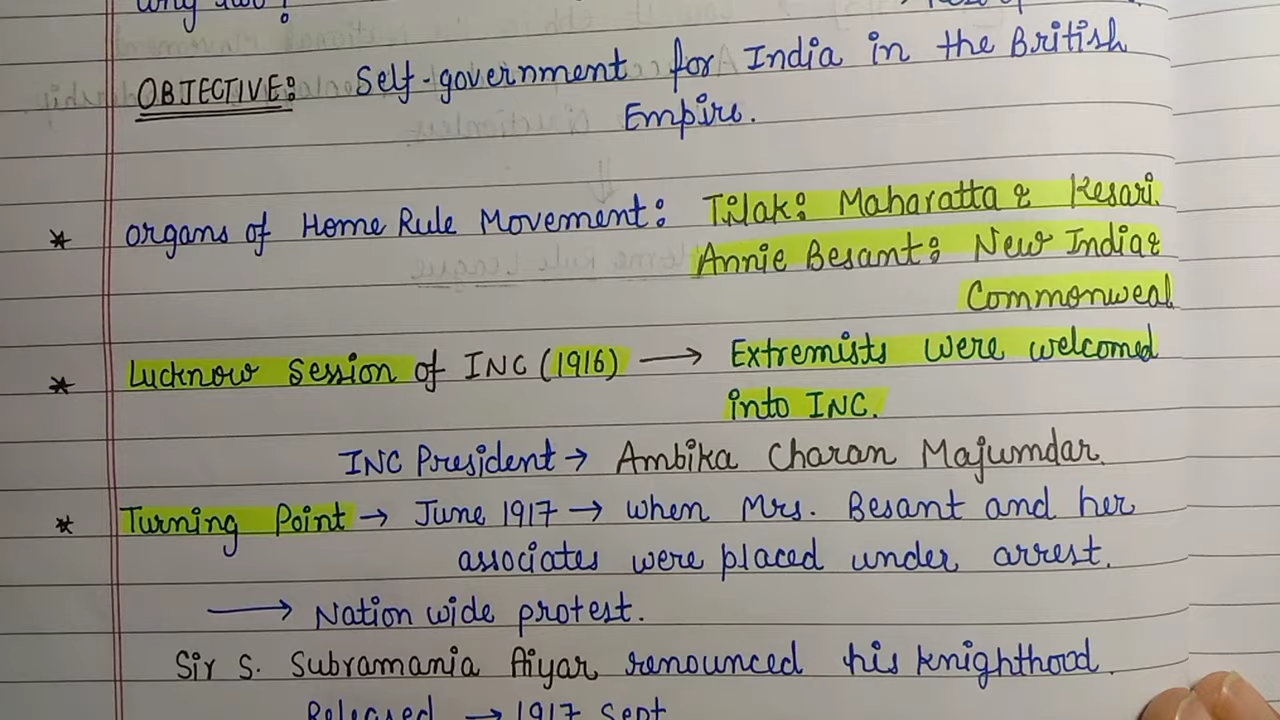 why two?
OBJECTIVE: Self-government for India in the British
Empire.
* Organs of Home Rule Movement: Tilak: Maharatta & Kesari.
Annie Besant: New India &
Commonweal
* Lucknow Session of INC (1916) → Extremists were welcomed
into INC.
INC President → Ambika Charan Majumdar.
* Turning Point → June 1917 → when Mrs. Besant and her
associates were placed under arrest.
→ Nation wide protest.
Sir S. Subramania Aiyar renounced his knighthood.
Released → 1917 Sept